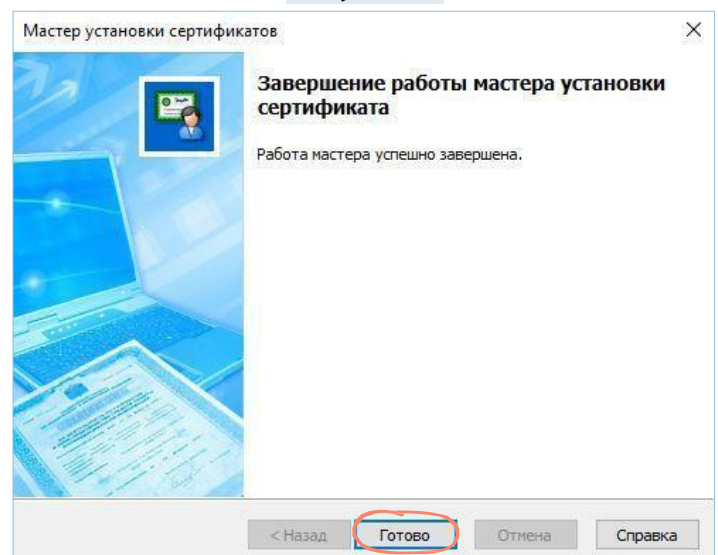 Мастер установки сертификатов
Завершение работы мастера установки
сертификата
Работа мастера успешно завершена.
< Назад
Готово
Отмена
Справка